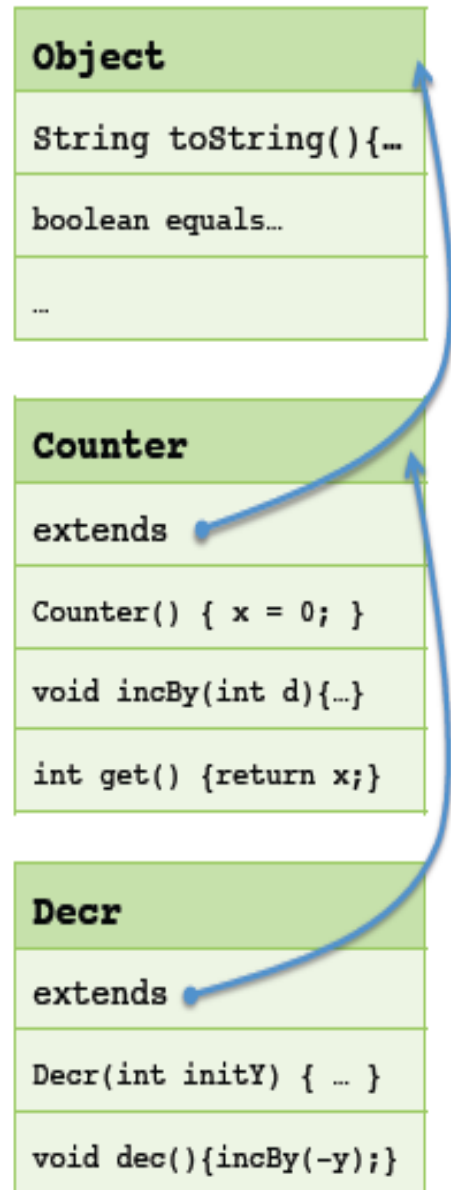 Object
String toString(){…
boolean equals…
…
Counter
extends
Counter() { x = 0; }
void incBy(int d){…}
int get() {return x;}
Decr
extends
Decr(int initY) { … }
void dec(){incBy(-y);}